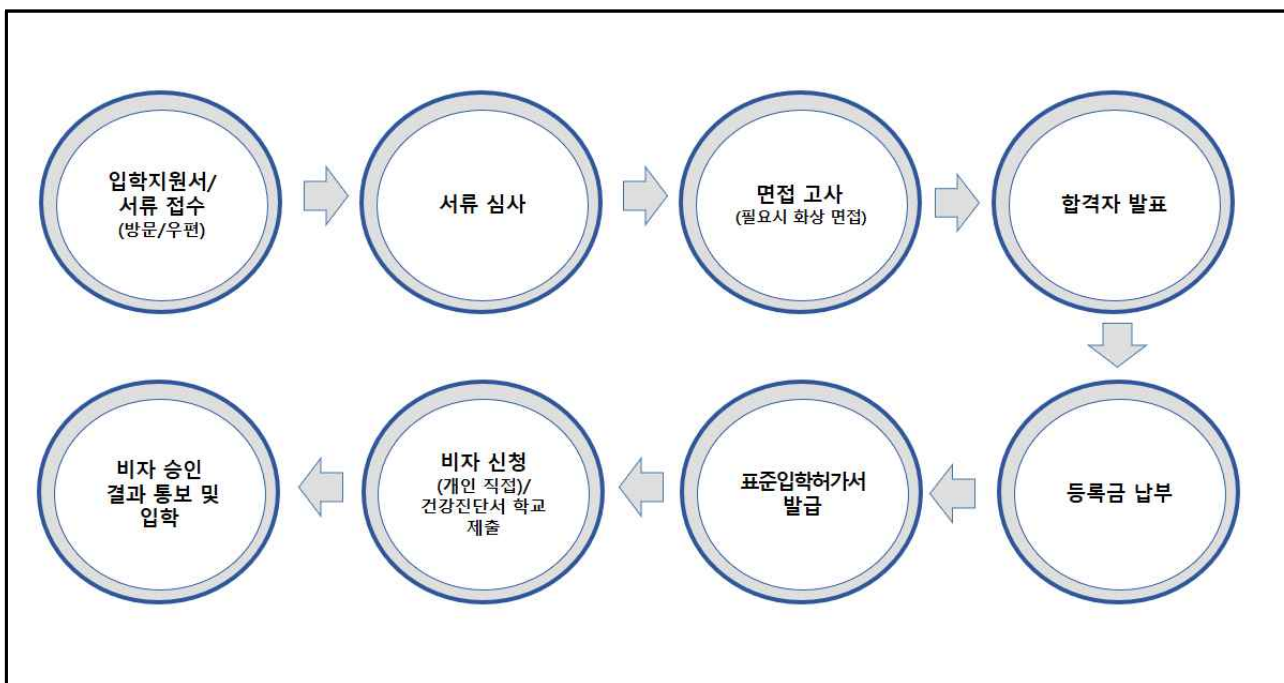 입학지원서/
서류 접수
(방문/우편)
서류 심사
면접 고사
(필요시 화상 면접)
합격자 발표
등록금 납부
표준입학허가서
발급
비자 신청
(개인 직접)/
건강진단서 학교
제출
비자 승인
결과 통보 및
입학